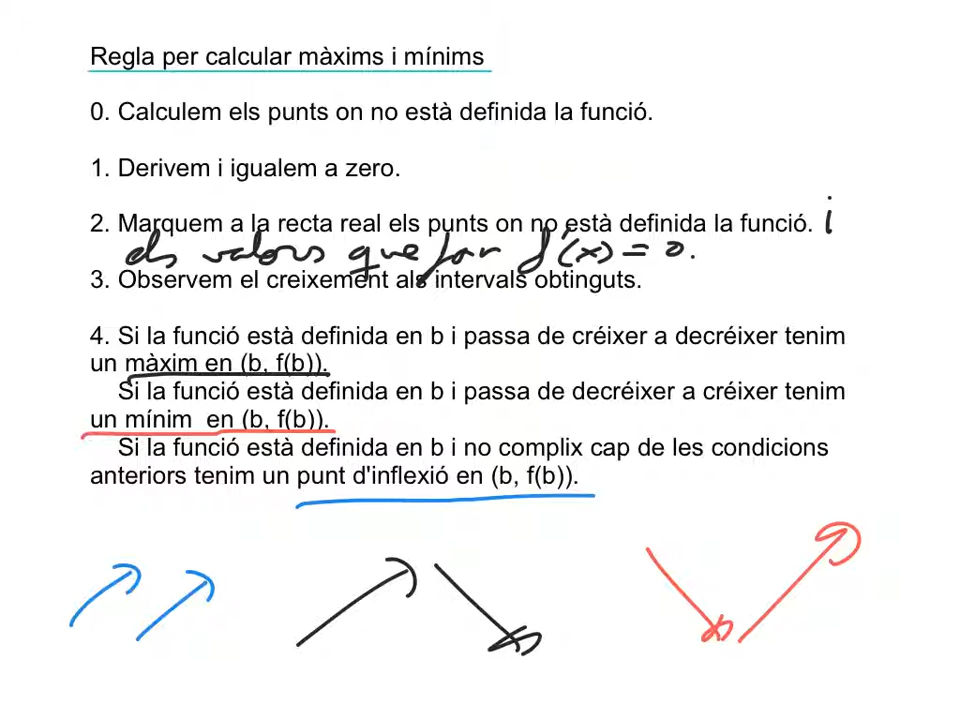 Regla per calcular màxims i mínims
0. Calculem els punts on no està definida la funció.
1. Derivem i igualem a zero.
2. Marquem a la recta real els punts on no està definida la funció. i
els valors que fan f'(x) = 0.
3. Observem el creixement als intervals obtinguts.
4. Si la funció està definida en b i passa de créixer a decréixer tenim
un màxim en (b, f(b)).
Si la funció està definida en b i passa de decréixer a créixer tenim
un mínim en (b, f(b)).
Si la funció està definida en b i no complix cap de les condicions
anteriors tenim un punt d'inflexió en (b, f(b)).